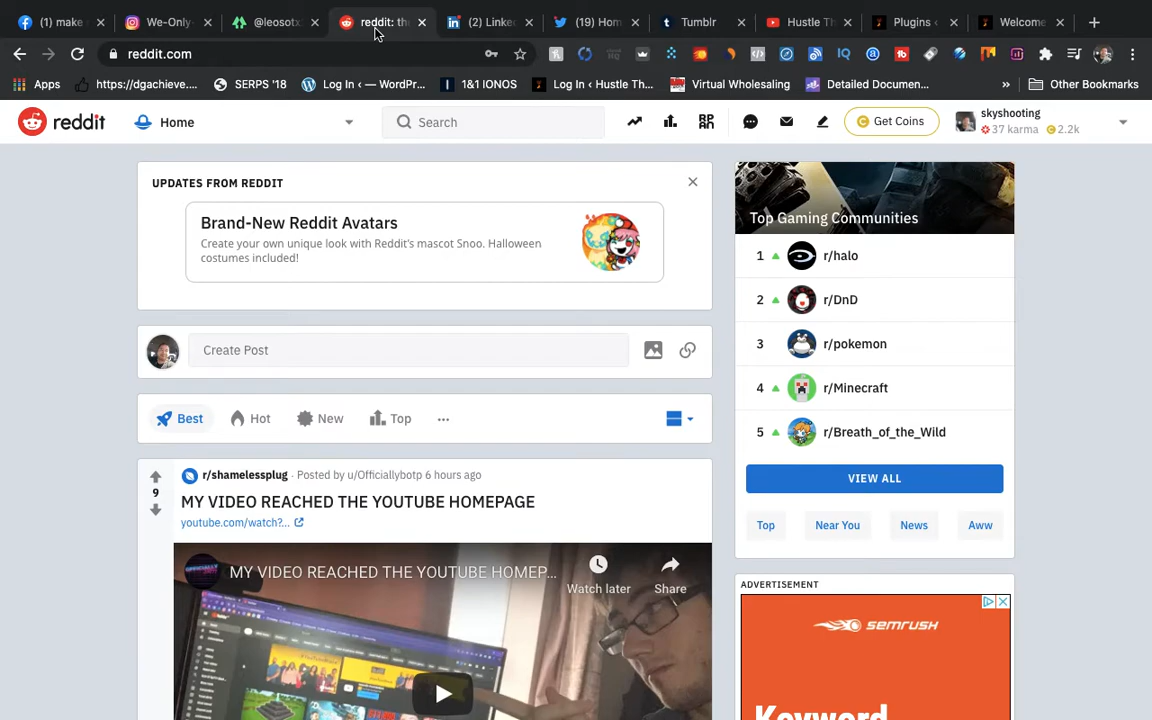 (1) make
We-Only
@leosotx
reddit: th
(2) Linke
(19) Hom
Tumblr
Hustle Th
Plugins ‹
Welcome
reddit.com
Apps
https://dgachieve....
SERPS '18
Log In ‹ — WordPr...
1&1 IONOS
Log In ‹ Hustle Th...
Virtual Wholesaling
Detailed Documen...
»
Other Bookmarks
reddit
Home
Search
Get Coins
skyshooting
37 karma
2.2k
UPDATES FROM REDDIT
Brand-New Reddit Avatars
Create your own unique look with Reddit's mascot Snoo. Halloween
costumes included!
Create Post
Best
Hot
New
Top
...
9
r/shamelessplug · Posted by u/Officiallybotp 6 hours ago
MY VIDEO REACHED THE YOUTUBE HOMEPAGE
youtube.com/watch?...
MY VIDEO REACHED THE YOUTUBE HOMEP...
Watch later
Share
Top Gaming Communities
1 r/halo
2 r/DnD
3 r/pokemon
4 r/Minecraft
5 r/Breath_of_the_Wild
VIEW ALL
Top
Near You
News
Aww
ADVERTISEMENT
SEMRUSH
Keyword